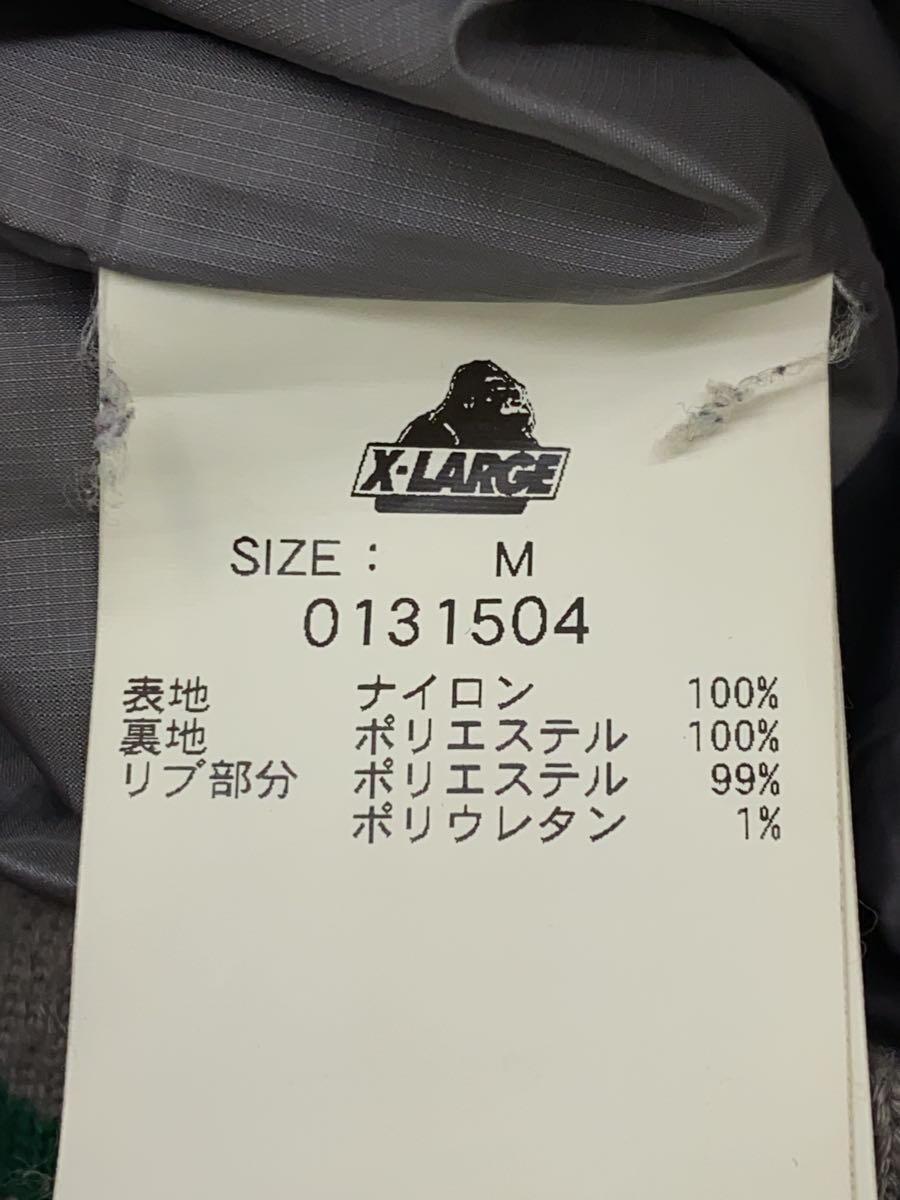 X-LARGE
SIZE : M
0131504
表地 ナイロン 100%
裏地 ポリエステル 100%
リブ部分 ポリエステル 99%
ポリウレタン 1%